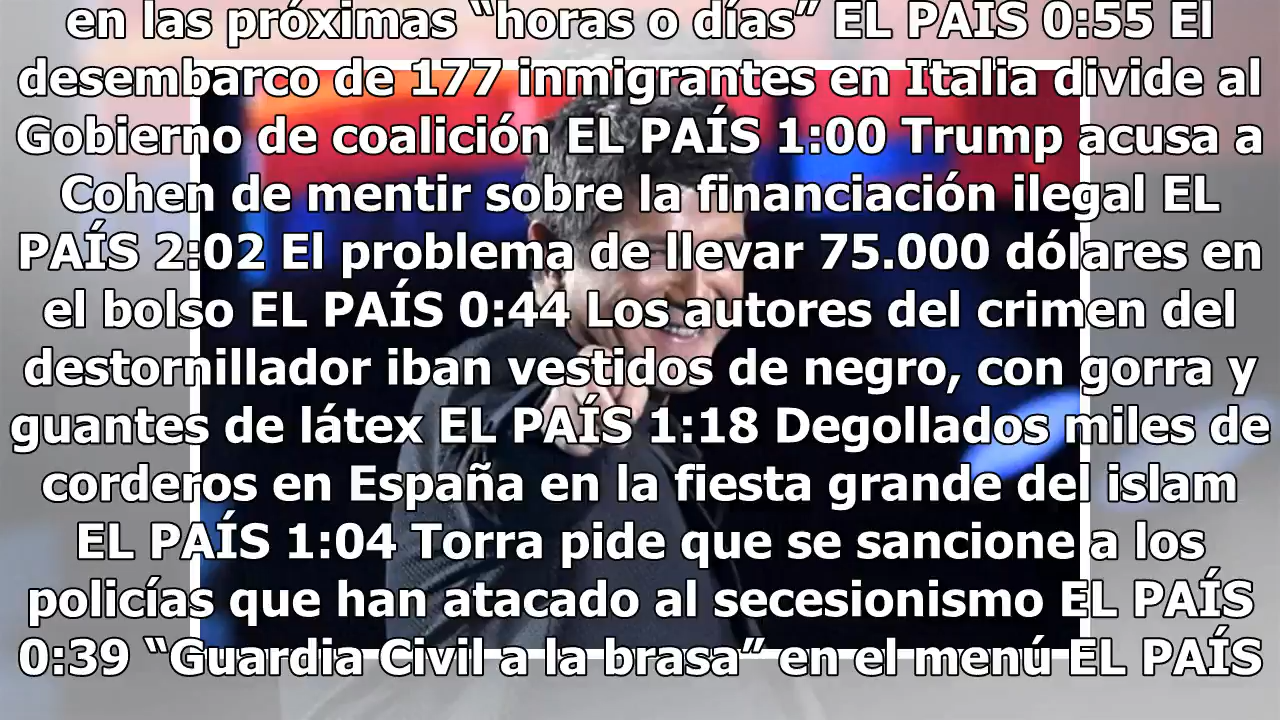 en las próximas “horas o días” EL PAÍS 0:55 El
desembarco de 177 inmigrantes en Italia divide al
Gobierno de coalición EL PAÍS 1:00 Trump acusa a
Cohen de mentir sobre la financiación ilegal EL
PAÍS 2:02 El problema de llevar 75.000 dólares en
el bolso EL PAÍS 0:44 Los autores del crimen del
destornillador iban vestidos de negro, con gorra y
guantes de látex EL PAÍS 1:18 Degollados miles de
corderos en España en la fiesta grande del islam
EL PAÍS 1:04 Torra pide que se sancione a los
policías que han atacado al secesionismo EL PAÍS
0:39 “Guardia Civil a la brasa” en el menú EL PAÍS